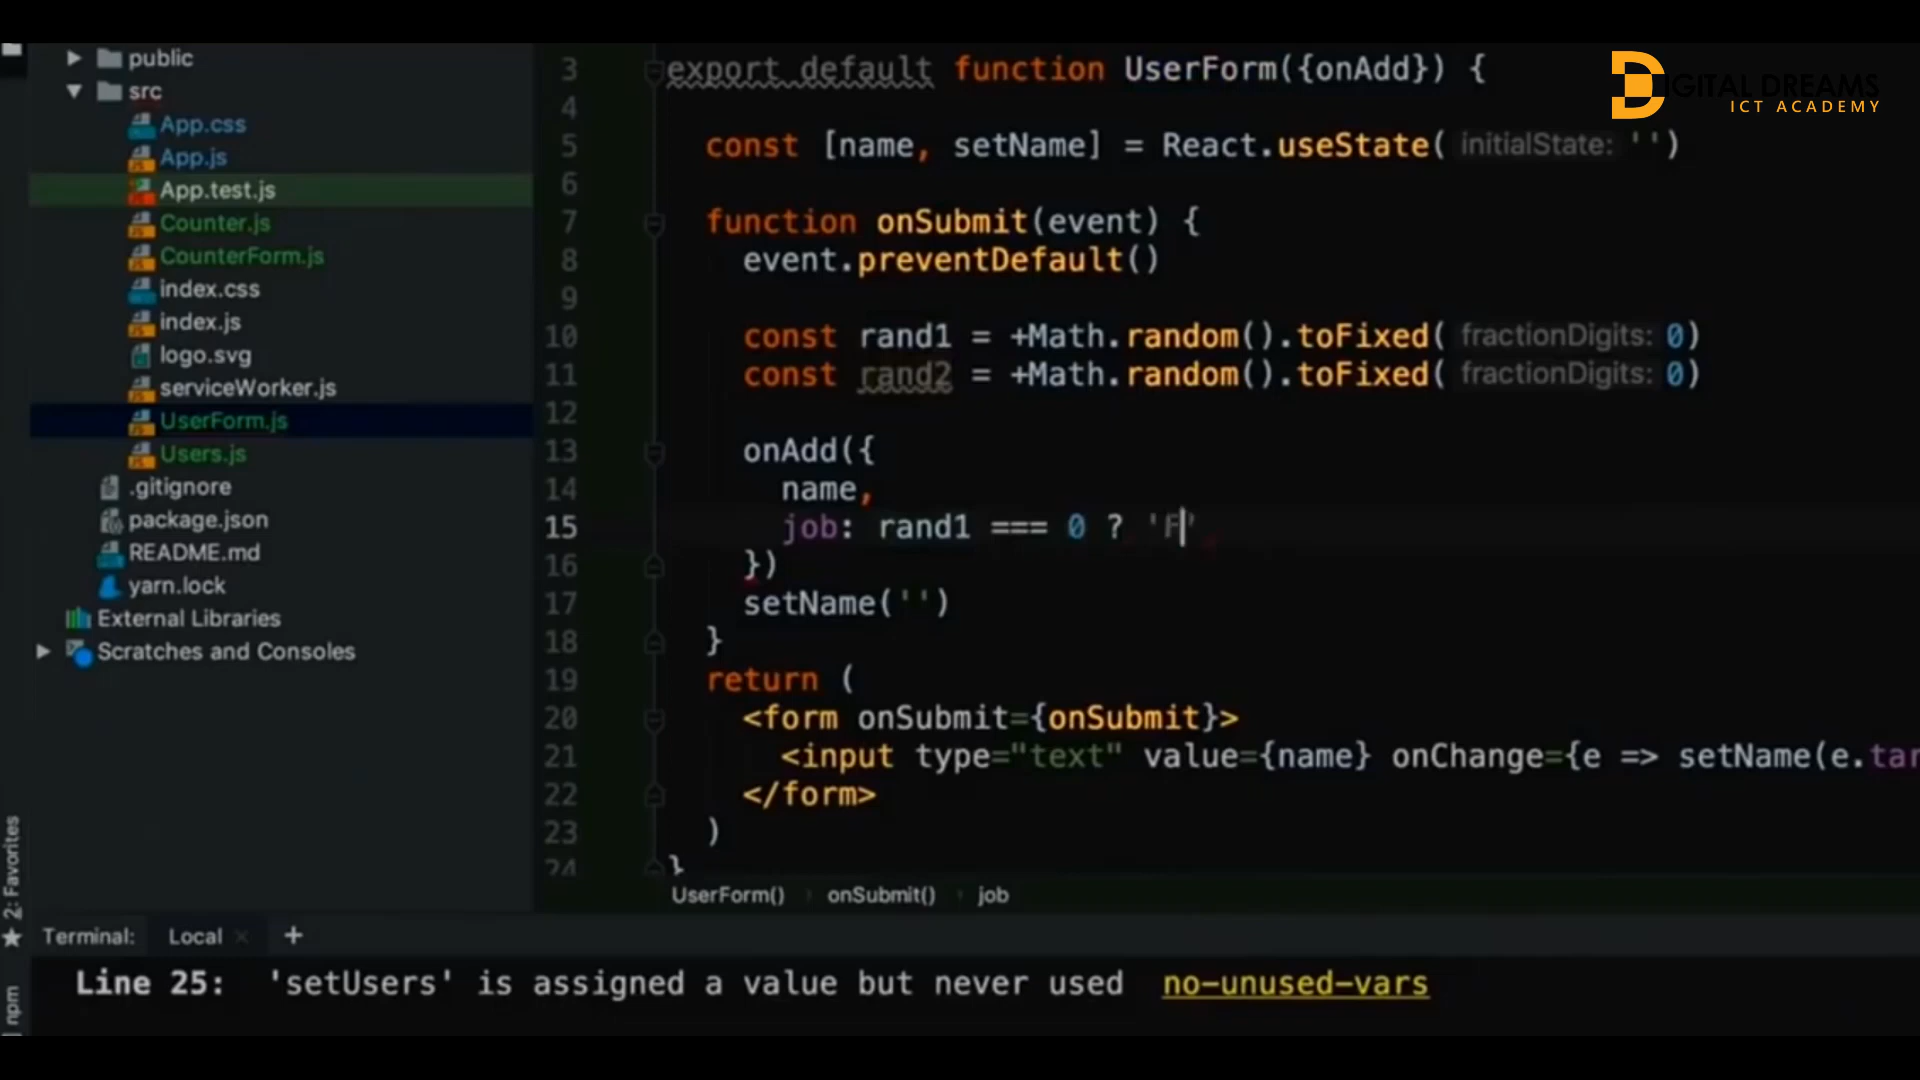 public
src
App.css
App.js
App.test.js
Counter.js
CounterForm.js
index.css
index.js
logo.svg
serviceWorker.js
UserForm.js
Users.js
.gitignore
package.json
README.md
yarn.lock
External Libraries
Scratches and Consoles
2: Favorites
npm
3 export default function UserForm({onAdd}) {
4
5 const [name, setName] = React.useState( initialState: '')
6
7 function onSubmit(event) {
8 event.preventDefault()
9
10 const rand1 = +Math.random().toFixed( fractionDigits: 0)
11 const rand2 = +Math.random().toFixed( fractionDigits: 0)
12
13 onAdd({
14 name,
15 job: rand1 === 0 ? 'F'
16 })
17 setName('')
18 }
19 return (
20 <form onSubmit={onSubmit}>
21 <input type="text" value={name} onChange={e => setName(e.tar
22 </form>
23 )
24 }
UserForm() onSubmit() job
Terminal: Local × +
Line 25: 'setUsers' is assigned a value but never used no-unused-vars
DIGITAL DREAMS
ICT ACADEMY